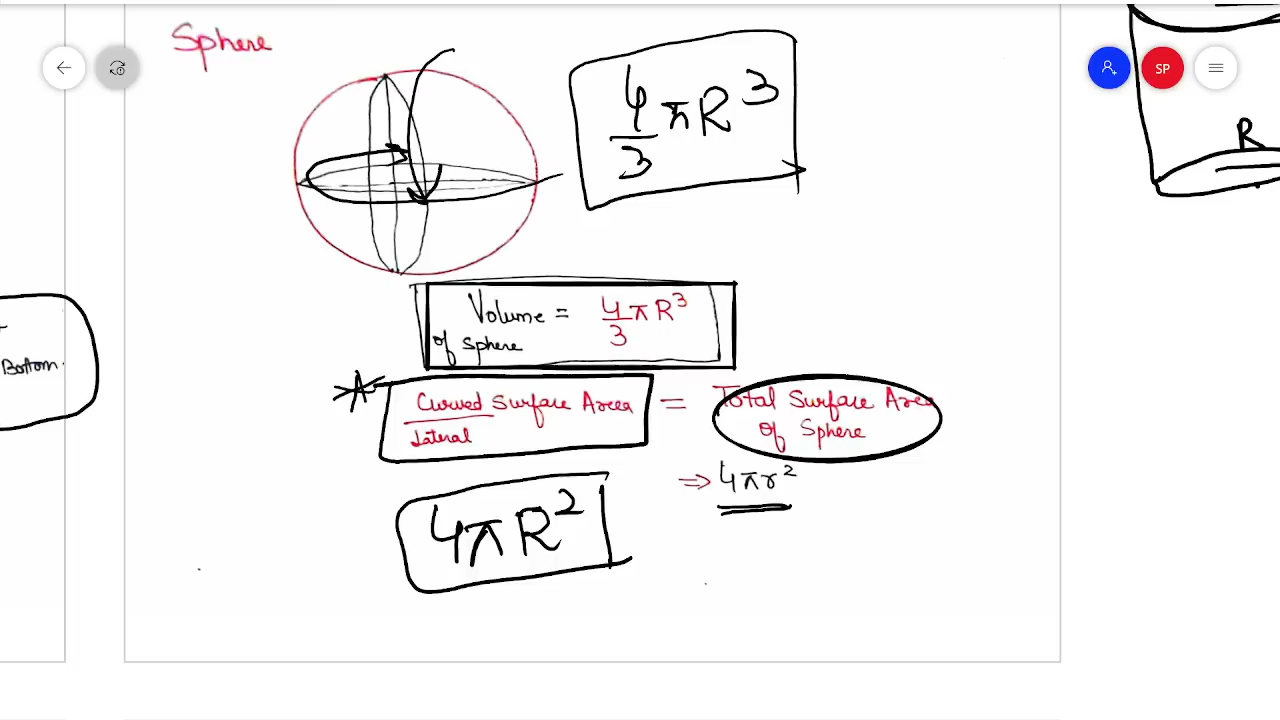 Sphere
SP
4/3 πR³
R
Volume = 4/3 πR³
of sphere
Bottom.
Curved Surface Area = Total Surface Area
Lateral
of Sphere
⇒ 4πr²
4πR²